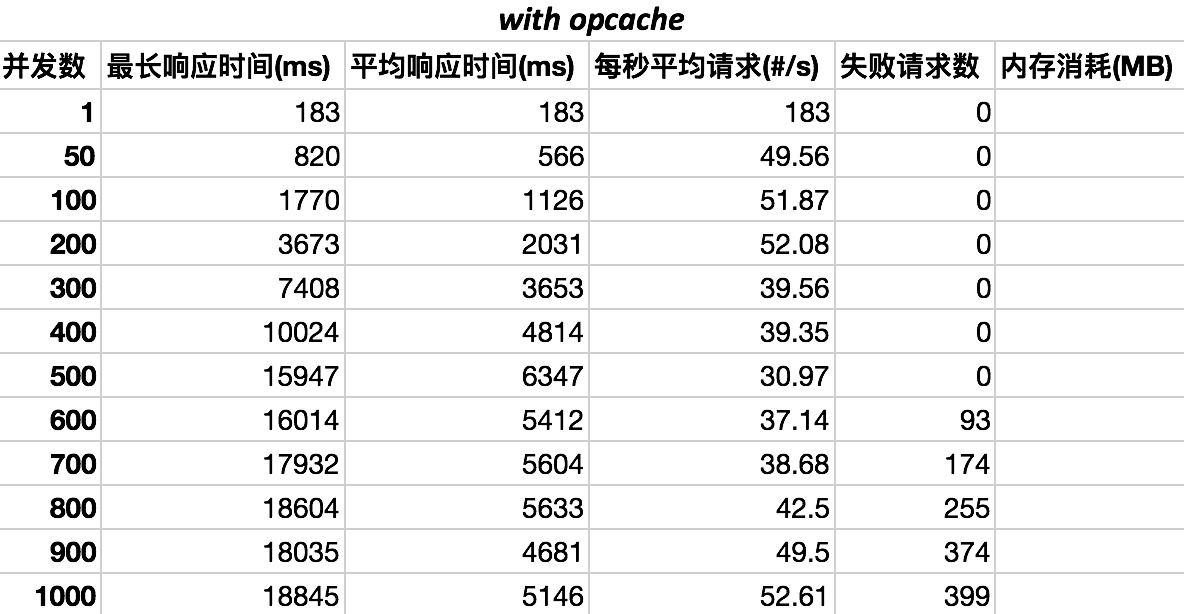 with opcache
并发数 最长响应时间(ms) 平均响应时间(ms) 每秒平均请求(#/s) 失败请求数 内存消耗(MB)
1 183 183 183 0
50 820 566 49.56 0
100 1770 1126 51.87 0
200 3673 2031 52.08 0
300 7408 3653 39.56 0
400 10024 4814 39.35 0
500 15947 6347 30.97 0
600 16014 5412 37.14 93
700 17932 5604 38.68 174
800 18604 5633 42.5 255
900 18035 4681 49.5 374
1000 18845 5146 52.61 399